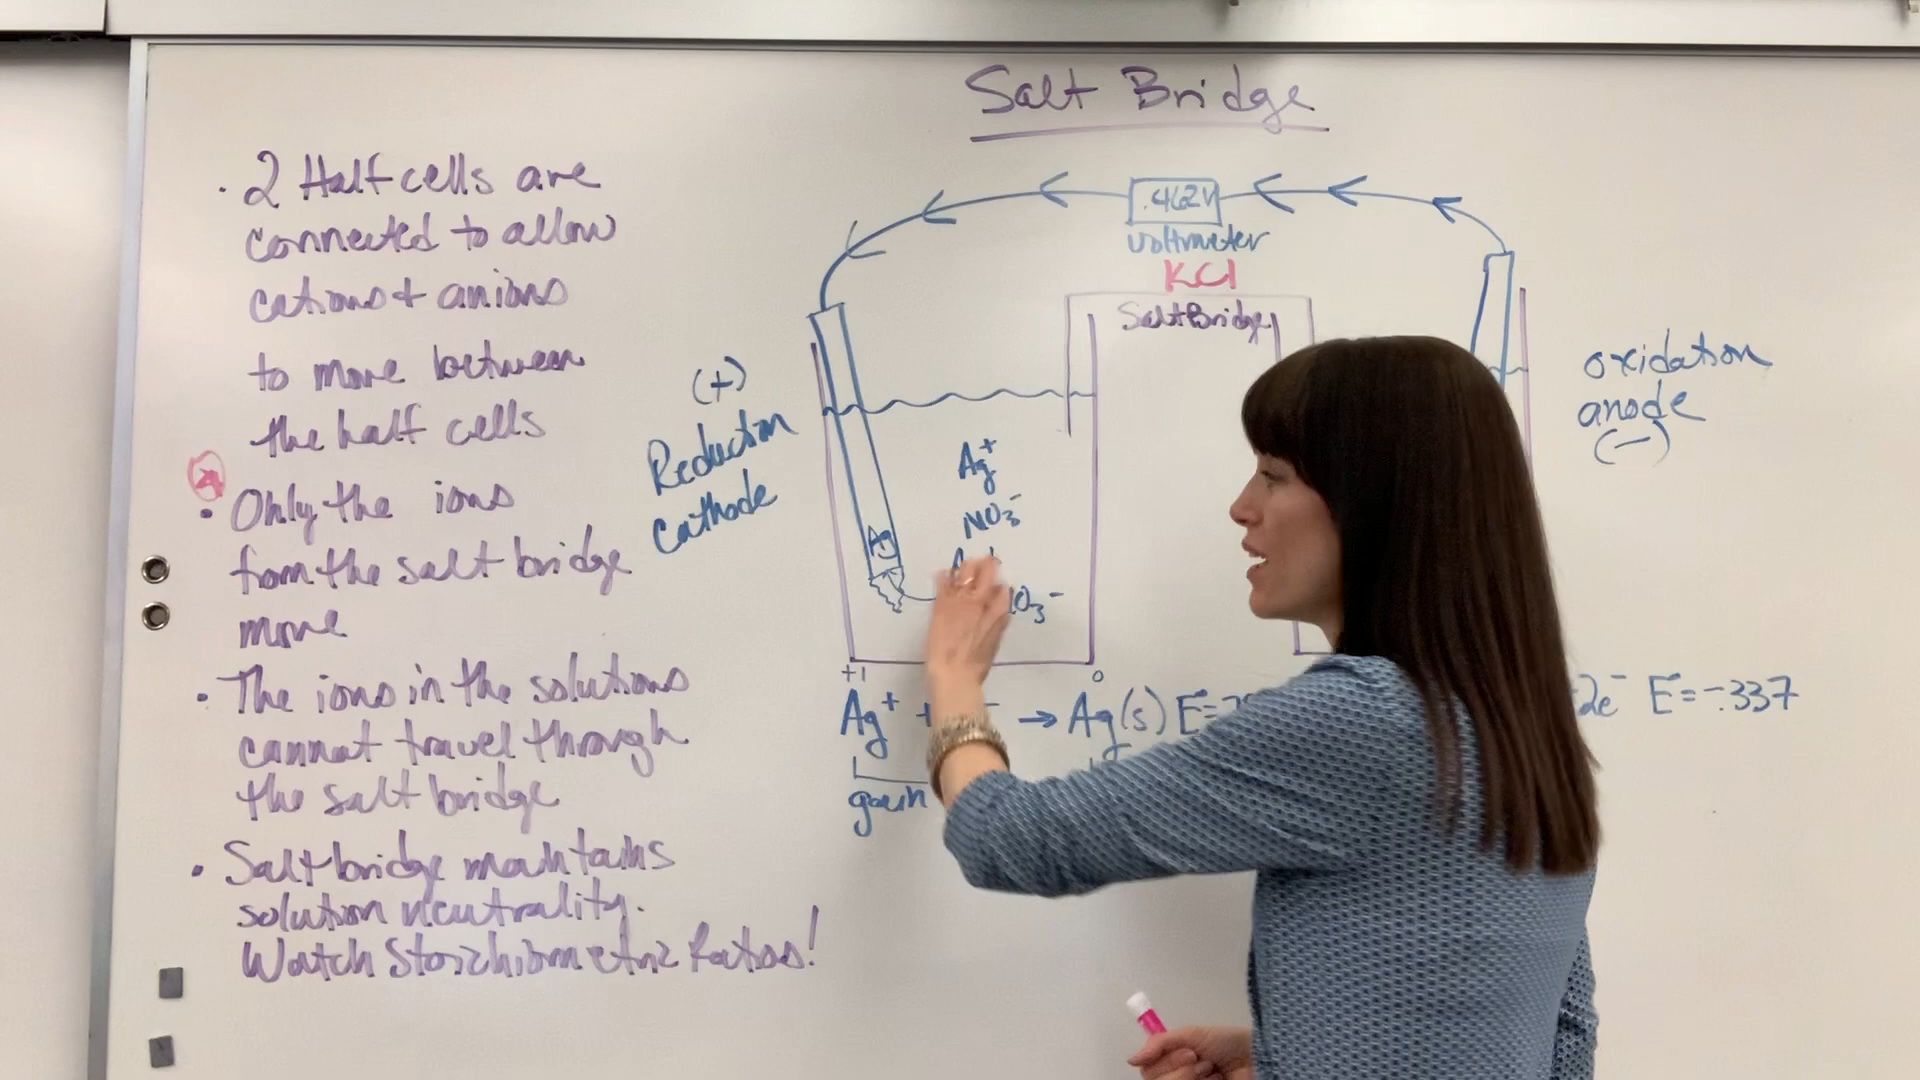 Salt Bridge
• 2 Half cells are
connected to allow
cations + anions
to move between
the half cells
• Only the ions
from the salt bridge
move
• The ions in the solutions
cannot travel through
the salt bridge
• Salt bridge maintains
solution neutrality.
Watch Stoichiometric Ratios!
.462V
voltmeter
KCl
Salt Bridge
(+)
Reduction
cathode
Ag
Ag+
NO3-
NO3-
oxidation
anode
(-)
+1 0
Ag+ + → Ag(s) E=.7
2e- E=-.337
gain